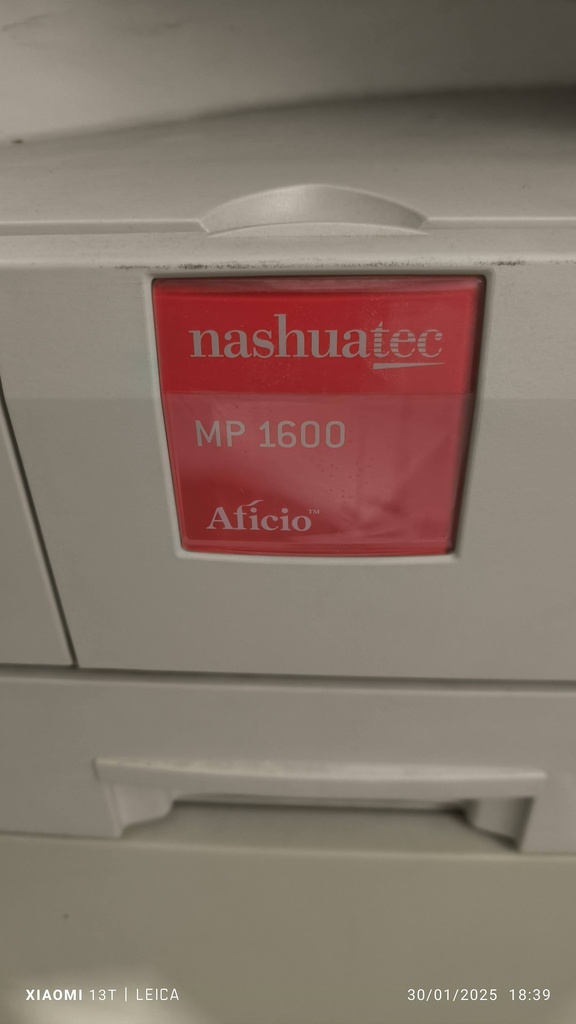 nashuatec
MP 1600
Aficio™
XIAOMI 13T | LEICA
30/01/2025 18:39